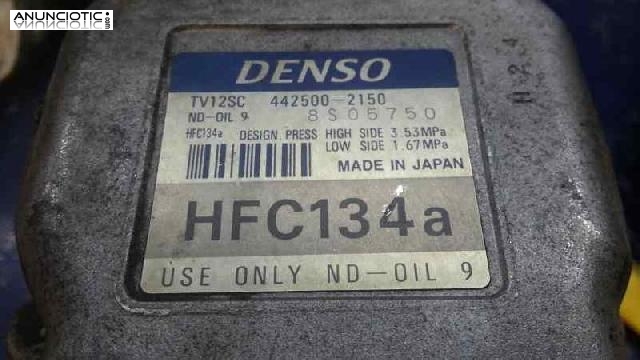 ANUNCIOTIC.com
DENSO
TV12SC 442500-2150
ND-OIL 9 8S05750
HFC134a DESIGN. PRESS HIGH SIDE 3.53MPa
LOW SIDE 1.67MPa
MADE IN JAPAN
HFC134a
USE ONLY ND-OIL 9